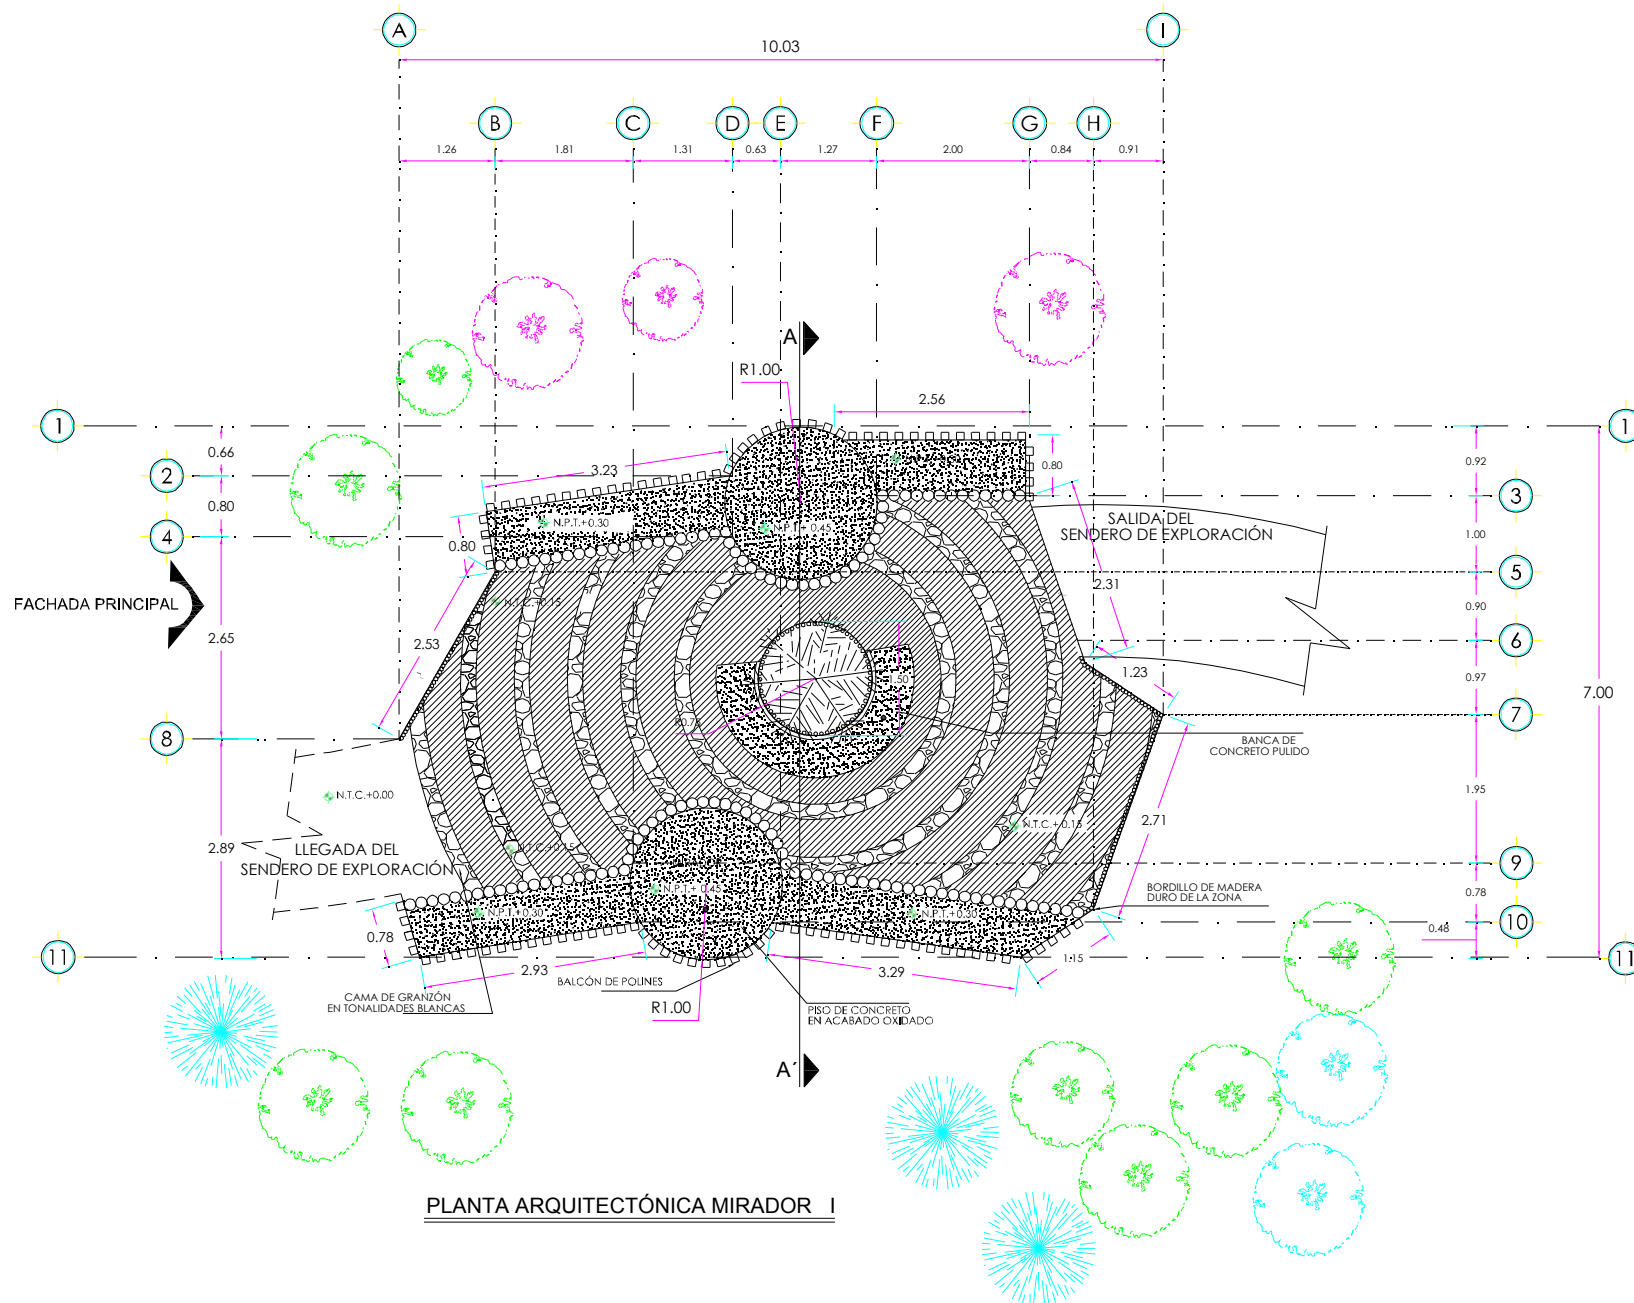 A
I
10.03
B
C
D
E
F
G
H
1.26
1.81
1.31
0.63
1.27
2.00
0.84
0.91
A
R1.00
2.56
1
1
0.66
2
0.80
4
3.23
0.80
0.92
3
N.P.T.+0.30
N.P.T.+ 0.45
0.80
SALIDA DEL
SENDERO DE EXPLORACIÓN
1.00
5
FACHADA PRINCIPAL
N.T.C.+0.15
2.31
0.90
2.65
2.53
6
1.23
0.97
1.50
7.00
7
8
BANCA DE
CONCRETO PULIDO
N.T.C.+0.00
1.95
N.T.C.+0.15
2.71
LLEGADA DEL
SENDERO DE EXPLORACIÓN
2.89
N.T.C.+0.15
9
N.P.T.+ 0.45
BORDILLO DE MADERA
DURO DE LA ZONA
0.78
N.P.T.+0.30
N.P.T.+0.30
10
0.78
0.48
11
11
2.93
3.29
1.15
BALCÓN DE POLINES
CAMA DE GRANZÓN
EN TONALIDADES BLANCAS
R1.00
PISO DE CONCRETO
EN ACABADO OXIDADO
A´
PLANTA ARQUITECTÓNICA MIRADOR I